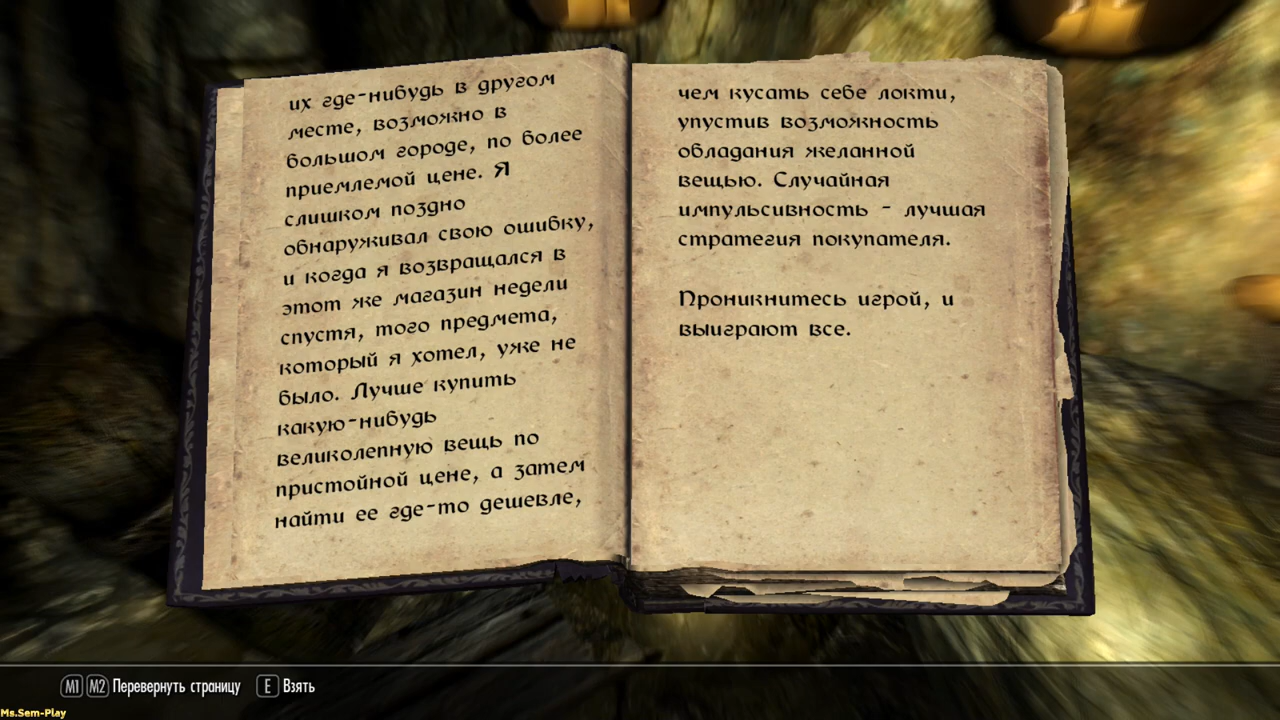 их где-нибудь в другом
месте, возможно в
большом городе, по более
приемлемой цене. Я
слишком поздно
обнаруживал свою ошибку,
и когда я возвращался в
этот же магазин недели
спустя, того предмета,
который я хотел, уже не
было. Лучше купить
какую-нибудь
великолепную вещь по
пристойной цене, а затем
найти ее где-то дешевле,
чем кусать себе локти,
упустив возможность
обладания желанной
вещью. Случайная
импульсивность - лучшая
стратегия покупателя.
Проникнитесь игрой, и
выиграют все.
M1 M2 Перевернуть страницу E Взять
Ms.Sem-Play